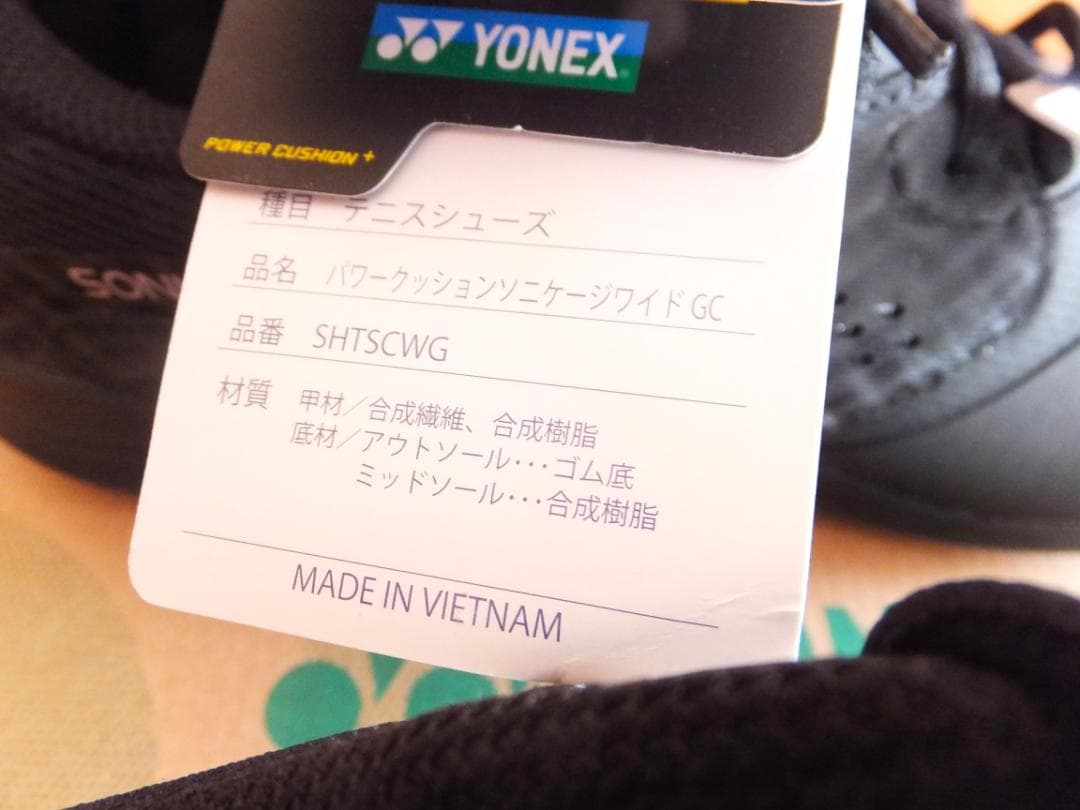 YONEX
POWER CUSHION+
種目 テニスシューズ
品名 パワークッションソニケージワイド GC
品番 SHTSCWG
材質 甲材／合成繊維、合成樹脂
底材／アウトソール･･･ゴム底
ミッドソール･･･合成樹脂
MADE IN VIETNAM
SONI